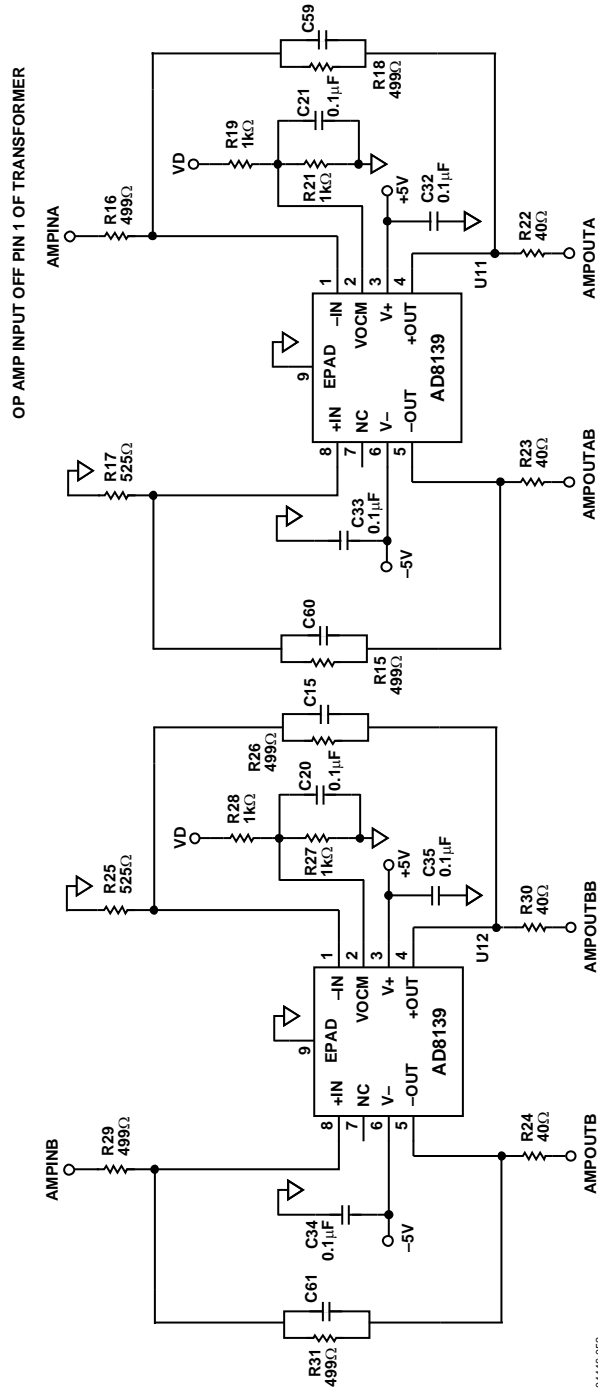 OP AMP INPUT OFF PIN 1 OF TRANSFORMER
AMPINB
R29
499Ω
R31
499Ω
C61
C34
0.1µF
–5V
R24
40Ω
AMPOUTB
8
+IN
7
NC
6
V–
5
–OUT
9
EPAD
AD8139
1
–IN
2
VOCM
3
V+
4
+OUT
U12
R25
525Ω
VD
R28
1kΩ
R27
1kΩ
C20
0.1µF
R26
499Ω
C15
+5V
C35
0.1µF
R30
40Ω
AMPOUTBB
R17
525Ω
C60
R15
499Ω
C33
0.1µF
–5V
R23
40Ω
AMPOUTAB
8
+IN
7
NC
6
V–
5
–OUT
9
EPAD
AD8139
1
–IN
2
VOCM
3
V+
4
+OUT
U11
AMPINA
R16
499Ω
VD
R19
1kΩ
R21
1kΩ
C21
0.1µF
C59
R18
499Ω
+5V
C32
0.1µF
R22
40Ω
AMPOUTA